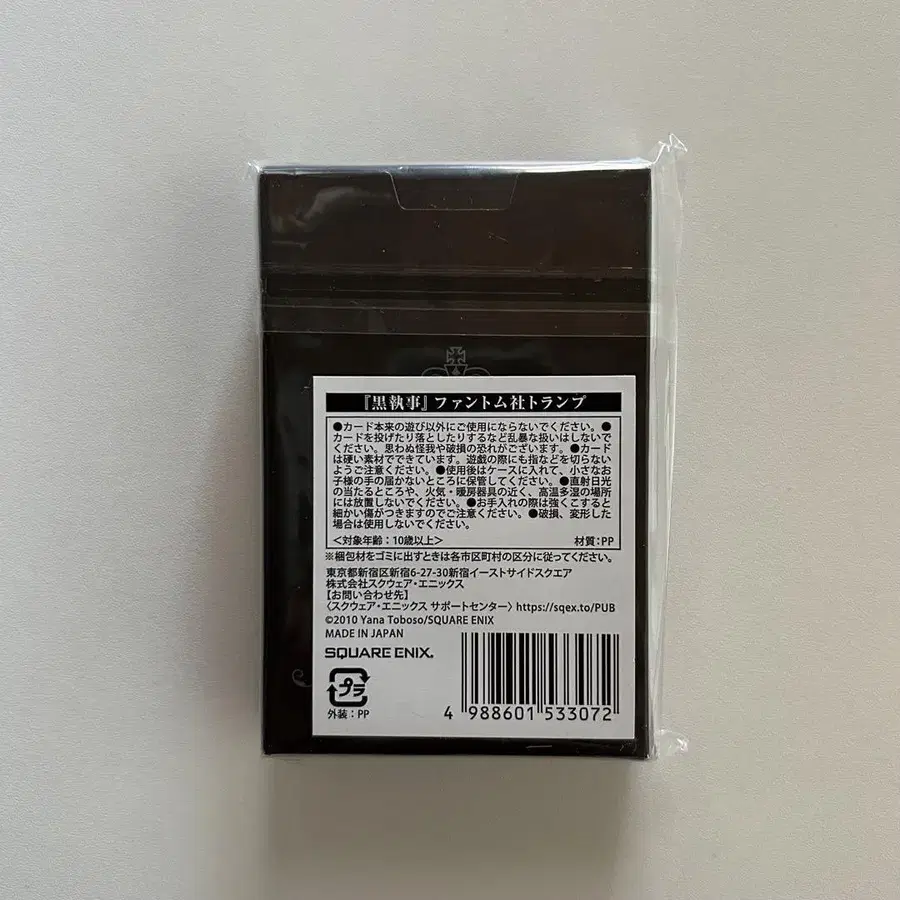 『黒執事』ファントム社トランプ
●カード本来の遊び以外にご使用にならないでください。●
カードを投げたり落としたりするなど乱暴な扱いはしないで
ください。思わぬ怪我や破損の恐れがございます。●カード
は硬い素材でできています。遊戯の際にも指などを切らない
ようご注意ください。●使用後はケースに入れて、小さなお
子様の手の届かないところに保管してください。●直射日光
の当たるところや、火気・暖房器具の近く、高温多湿の場所
には放置しないでください。●お手入れの際は強くこすると
細かい傷がつきますのでご注意ください。●破損、変形した
場合は使用しないでください。
＜対象年齢：10歳以上＞ 材質：PP
※梱包材をゴミに出すときは各市区町村の区分に従ってください。
東京都新宿区新宿6-27-30新宿イーストサイドスクエア
株式会社スクウェア・エニックス
【お問い合わせ先】
〈スクウェア・エニックス サポートセンター〉https://sqex.to/PUB
©2010 Yana Toboso/SQUARE ENIX
MADE IN JAPAN
SQUARE ENIX.
プラ
外装：PP
4 988601 533072